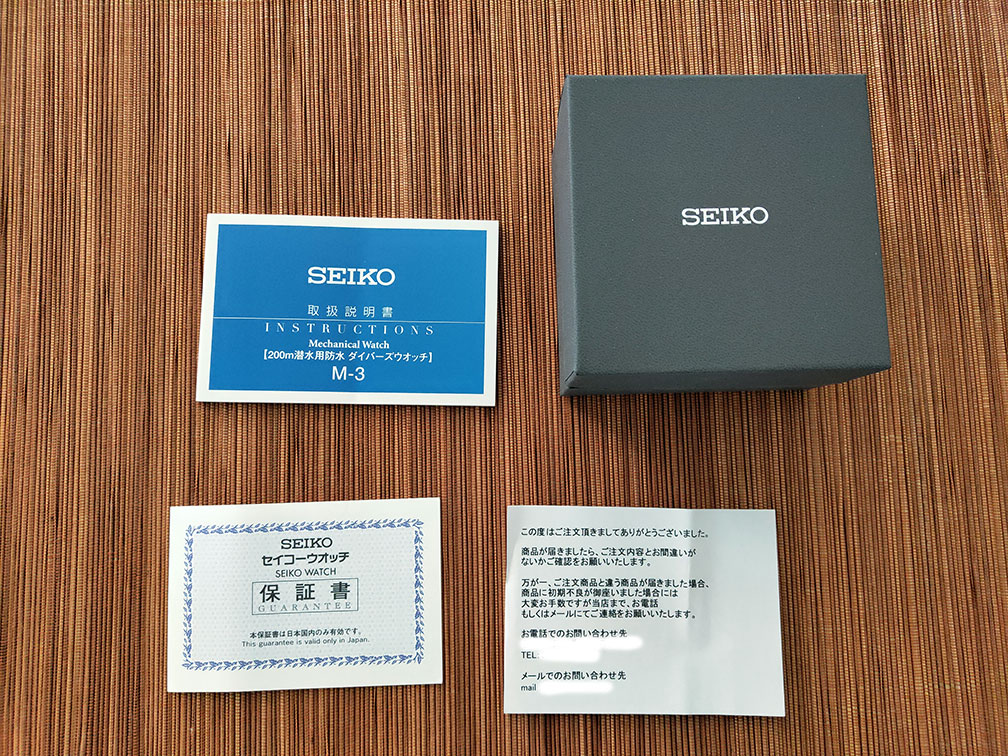 SEIKO
取扱説明書
INSTRUCTIONS
Mechanical Watch
【200m潜水用防水 ダイバーズウオッチ】
M-3
SEIKO
SEIKO
セイコーウオッチ
SEIKO WATCH
保証書
GUARANTEE
本保証書は日本国内のみ有効です。
This guarantee is valid only in Japan.
この度はご注文頂きましてありがとうございました。
商品が届きましたら、ご注文内容とお間違いが
ないかご確認をお願いいたします。
万が一、ご注文商品と違う商品が届きました場合、
商品に初期不良が御座いました場合には
大変お手数ですが当店まで、お電話
もしくはメールにてご連絡をお願いいたします。
お電話でのお問い合わせ先
TEL:
メールでのお問い合わせ先
mail